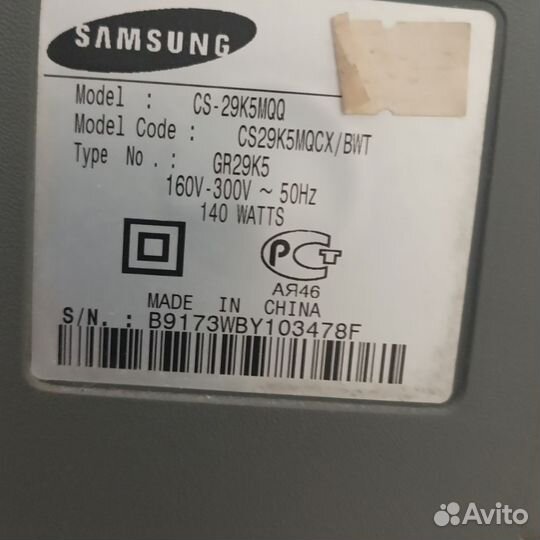 SAMSUNG
Model : CS-29K5MQQ
Model Code : CS29K5MQCX/BWT
Type No . : GR29K5
160V-300V ~ 50Hz
140 WATTS
РСТ
АЯ46
MADE IN CHINA
S/N. : B9173WBY103478F
Avito